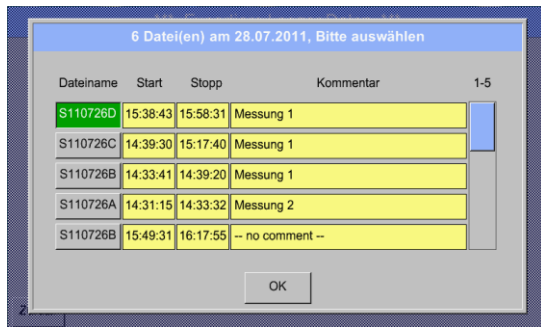 6 Datei(en) am 28.07.2011, Bitte auswählen
Dateiname Start Stopp Kommentar 1-5
S110726D 15:38:43 15:58:31 Messung 1
S110726C 14:39:30 15:17:40 Messung 1
S110726B 14:33:41 14:39:20 Messung 1
S110726A 14:31:15 14:33:32 Messung 2
S110726B 15:49:31 16:17:55 -- no comment --
OK